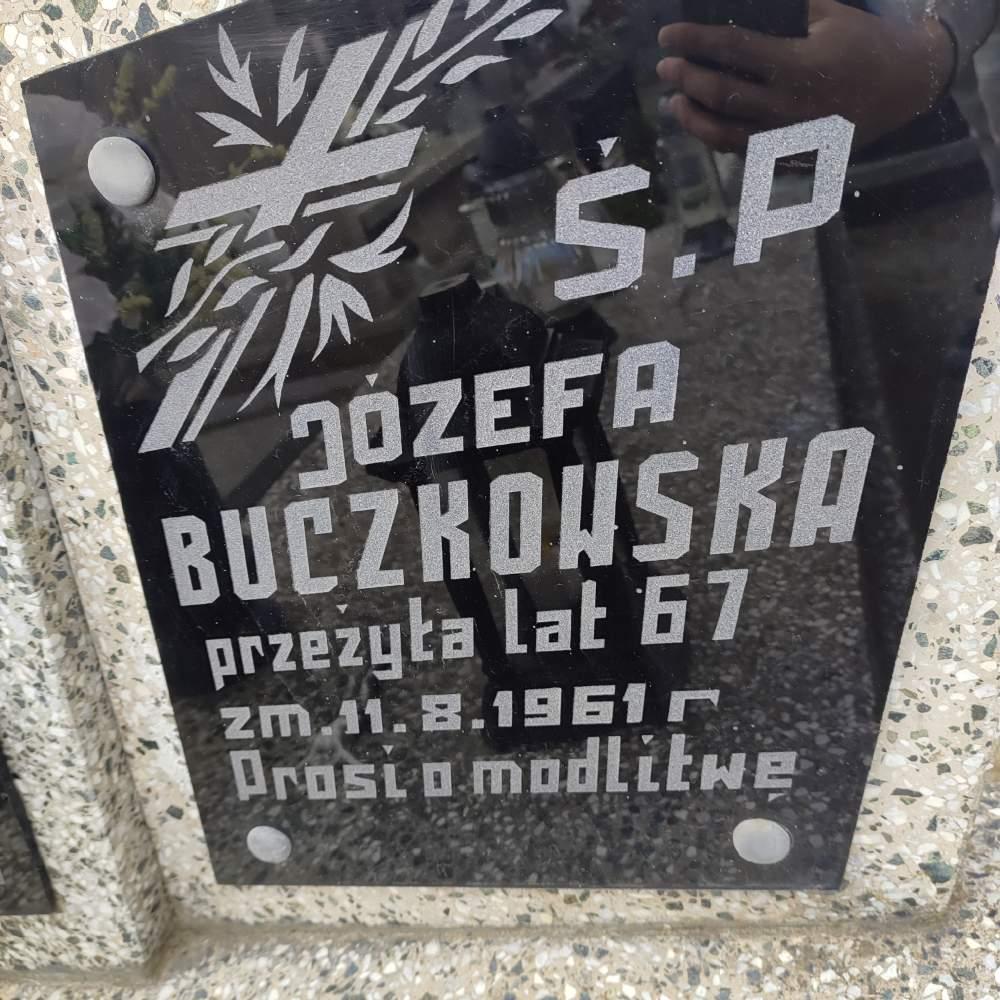 Ś.P
JÓZEFA
BUCZKOWSKA
przeżyła lat 67
zm. 11. 8. 1961 r
Prosi o modlitwę